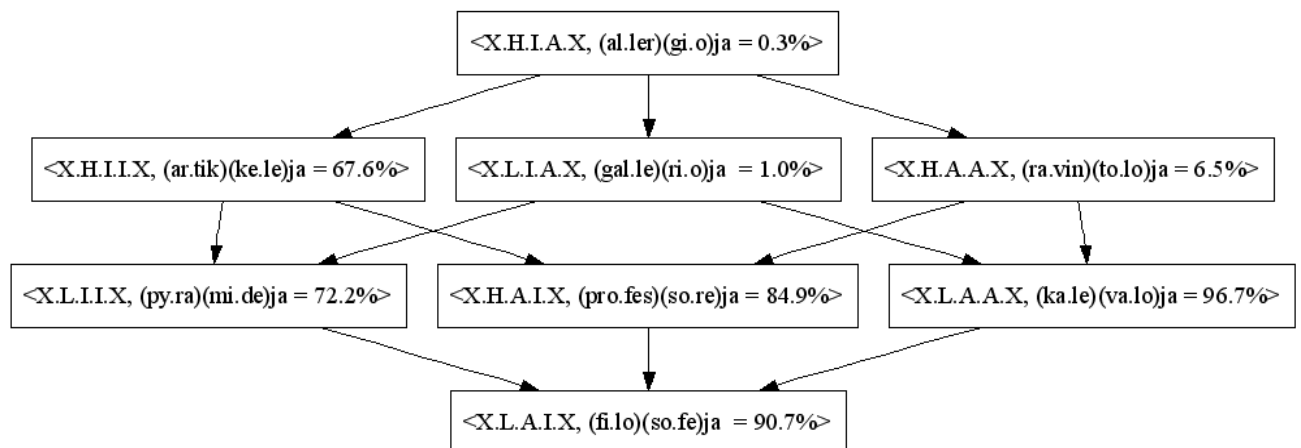 <X.H.I.A.X, (al.ler)(gi.o)ja = 0.3%>
<X.H.I.I.X, (ar.tik)(ke.le)ja = 67.6%>
<X.L.I.A.X, (gal.le)(ri.o)ja = 1.0%>
<X.H.A.A.X, (ra.vin)(to.lo)ja = 6.5%>
<X.L.I.I.X, (py.ra)(mi.de)ja = 72.2%>
<X.H.A.I.X, (pro.fes)(so.re)ja = 84.9%>
<X.L.A.A.X, (ka.le)(va.lo)ja = 96.7%>
<X.L.A.I.X, (fi.lo)(so.fe)ja = 90.7%>